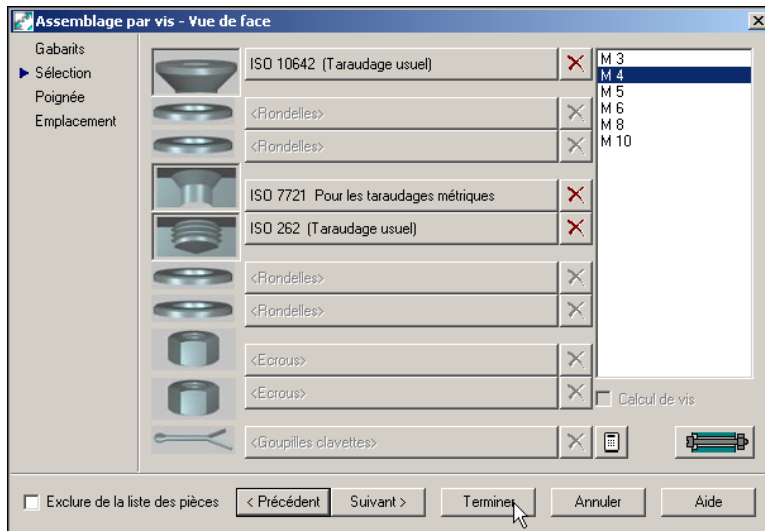 Assemblage par vis - Vue de face
Gabarits
Sélection
Poignée
Emplacement
ISO 10642 (Taraudage usuel)
<Rondelles>
<Rondelles>
ISO 7721 Pour les taraudages métriques
ISO 262 (Taraudage usuel)
<Rondelles>
<Rondelles>
<Ecrous>
<Ecrous>
<Goupilles clavettes>
M 3
M 4
M 5
M 6
M 8
M 10
Calcul de vis
Exclure de la liste des pièces
< Précédent
Suivant >
Terminer
Annuler
Aide